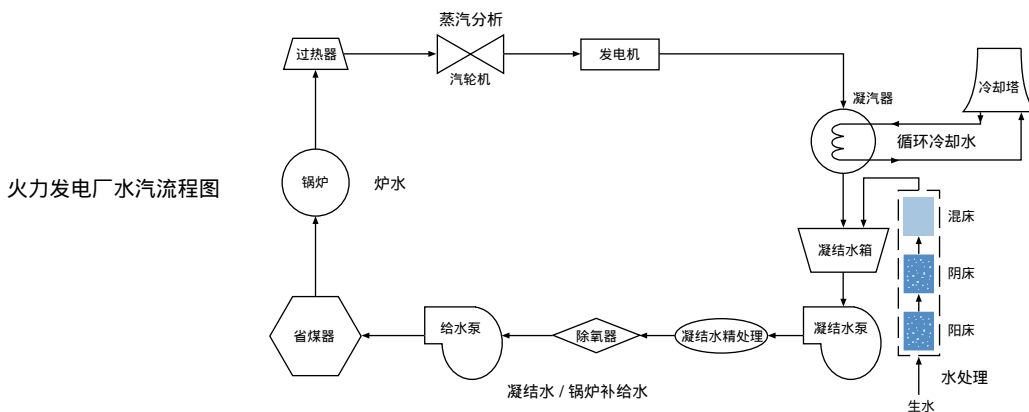 火力发电厂水汽流程图
蒸汽分析
过热器
汽轮机
发电机
凝汽器
冷却塔
循环冷却水
锅炉
炉水
混床
阴床
阳床
水处理
生水
凝结水箱
凝结水泵
凝结水精处理
除氧器
给水泵
省煤器
凝结水 / 锅炉补给水